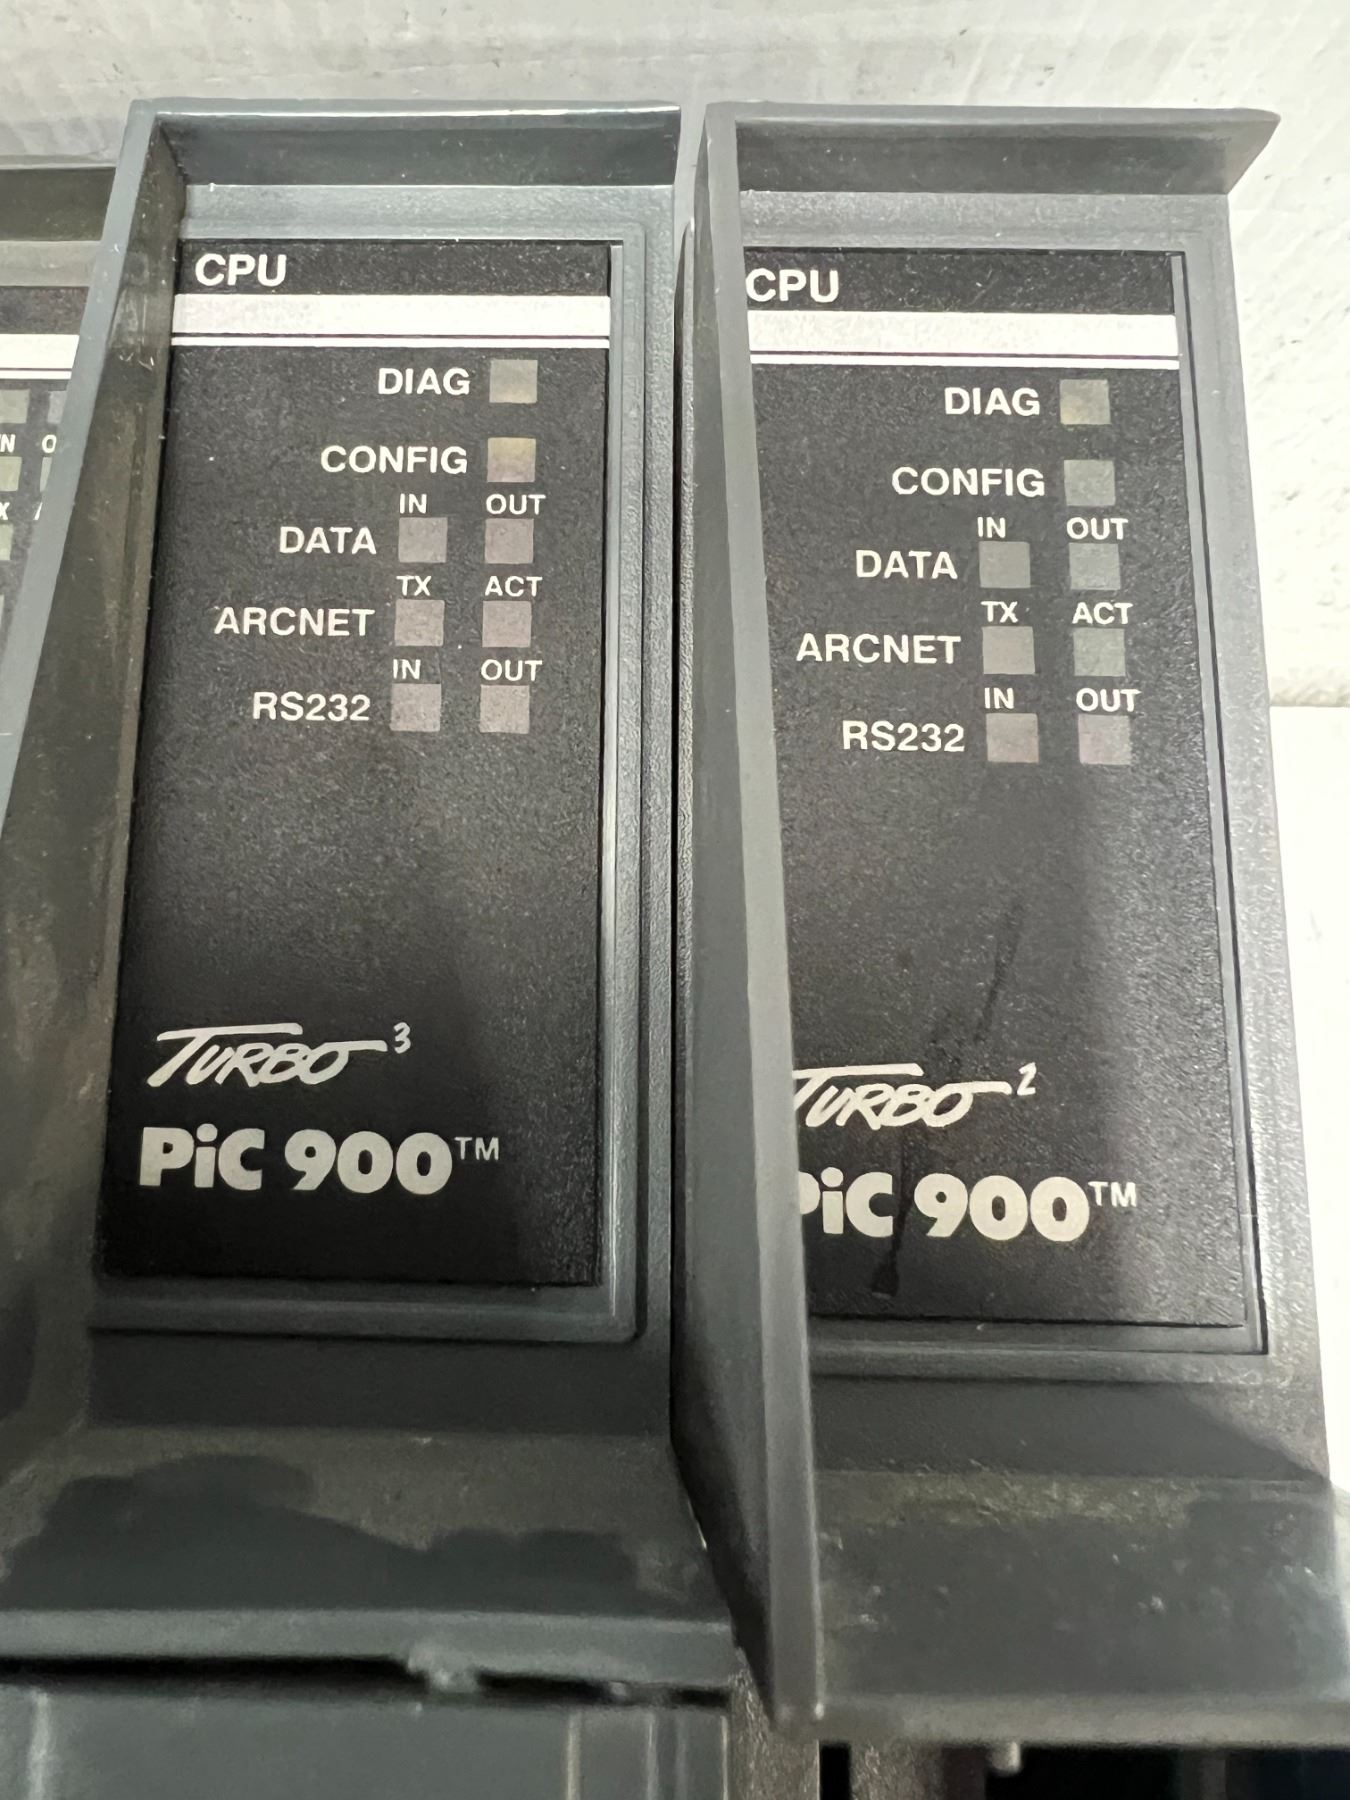 CPU
DIAG
CONFIG
IN OUT
DATA
TX ACT
ARCNET
IN OUT
RS232
TURBO 3
PiC 900™
CPU
DIAG
CONFIG
IN OUT
DATA
TX ACT
ARCNET
IN OUT
RS232
TURBO 2
PiC 900™